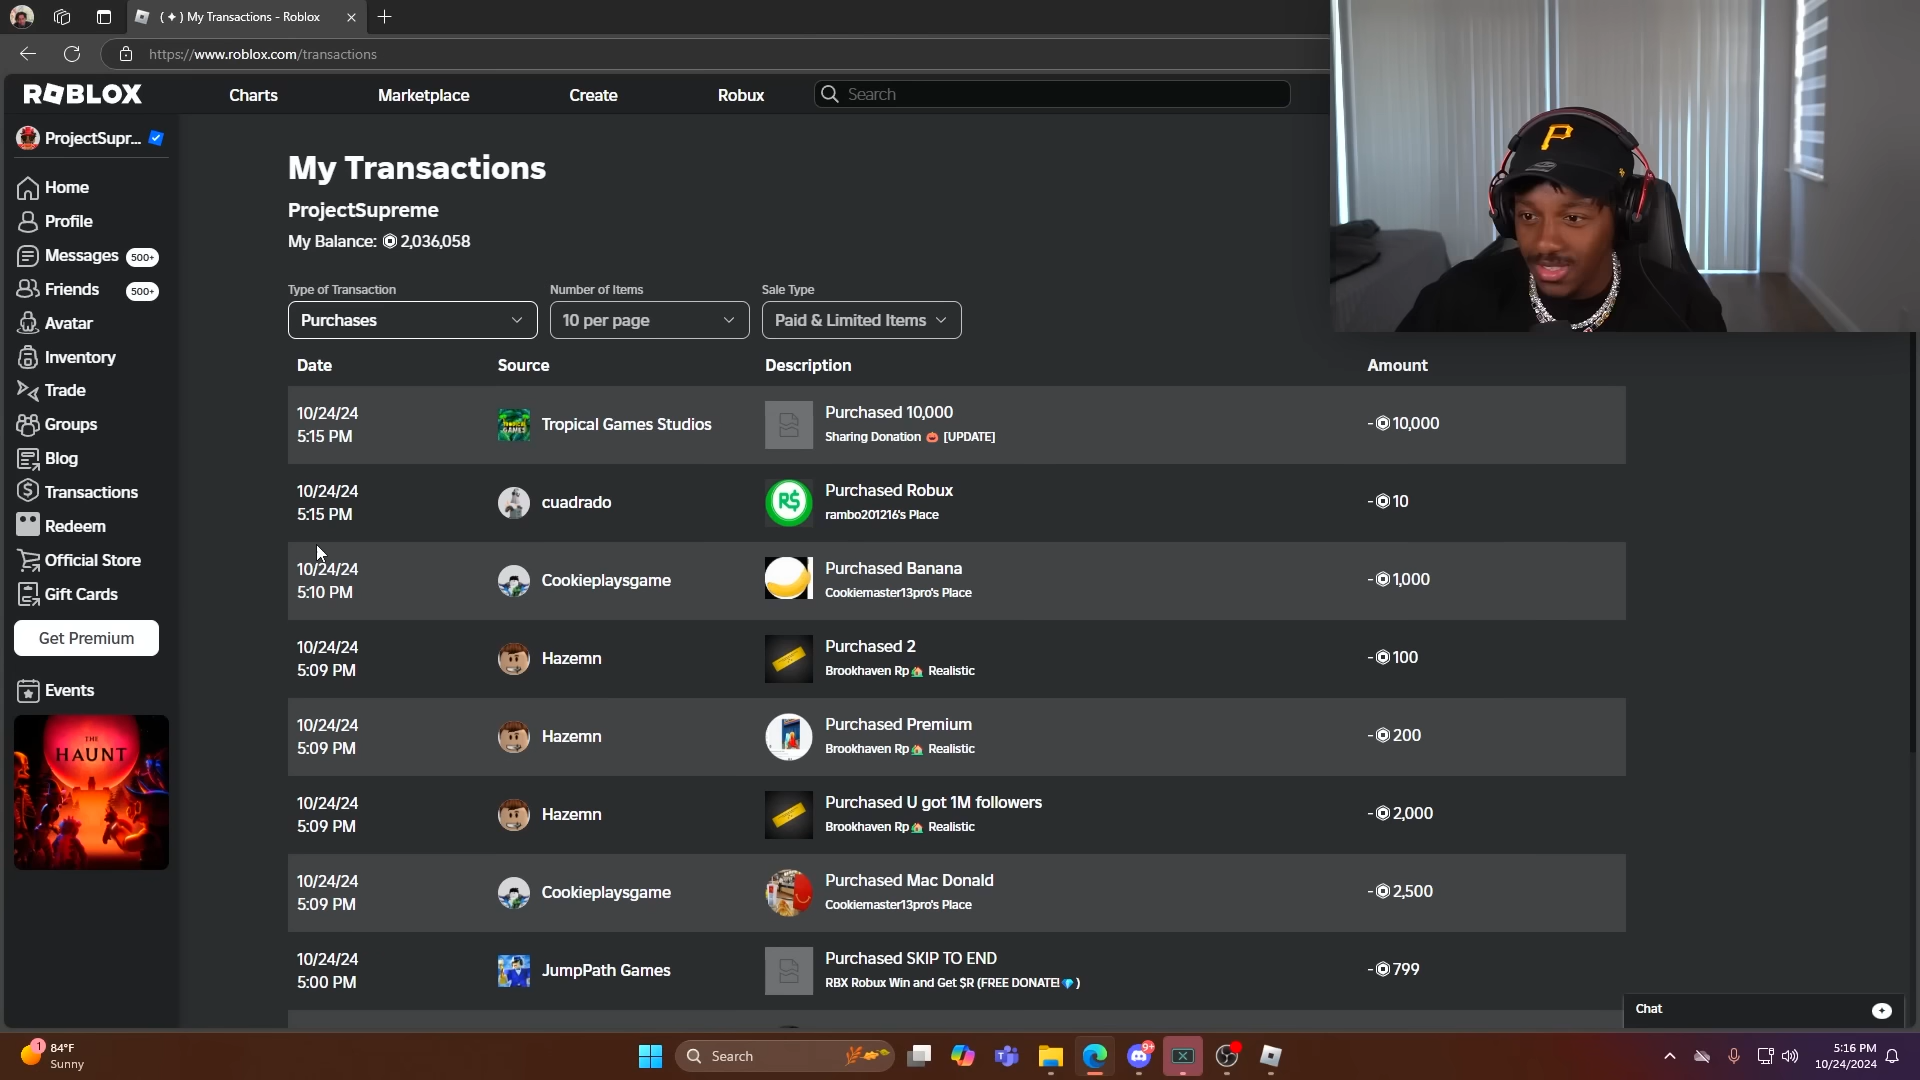 ( ✦ ) My Transactions - Roblox
https://www.roblox.com/transactions
ROBLOX
Charts
Marketplace
Create
Robux
Search
ProjectSupr...
Home
Profile
Messages 500+
Friends 500+
Avatar
Inventory
Trade
Groups
Blog
Transactions
Redeem
Official Store
Gift Cards
Get Premium
Events
THE
HAUNT
My Transactions
ProjectSupreme
My Balance: 2,036,058
Type of Transaction
Number of Items
Sale Type
Purchases
10 per page
Paid & Limited Items
Date
Source
Description
Amount
10/24/24
5:15 PM
Tropical Games Studios
Purchased 10,000
Sharing Donation 🎃 [UPDATE]
-10,000
10/24/24
5:15 PM
cuadrado
R$
Purchased Robux
rambo201216's Place
-10
10/24/24
5:10 PM
Cookieplaysgame
Purchased Banana
Cookiemaster13pro's Place
-1,000
10/24/24
5:09 PM
Hazemn
Purchased 2
Brookhaven Rp🏡 Realistic
-100
10/24/24
5:09 PM
Hazemn
Purchased Premium
Brookhaven Rp🏡 Realistic
-200
10/24/24
5:09 PM
Hazemn
Purchased U got 1M followers
Brookhaven Rp🏡 Realistic
-2,000
10/24/24
5:09 PM
Cookieplaysgame
Purchased Mac Donald
Cookiemaster13pro's Place
-2,500
10/24/24
5:00 PM
JumpPath Games
Purchased SKIP TO END
RBX Robux Win and Get $R (FREE DONATE!💎)
-799
Chat
P
1
84°F
Sunny
Search
9+
5:16 PM
10/24/2024